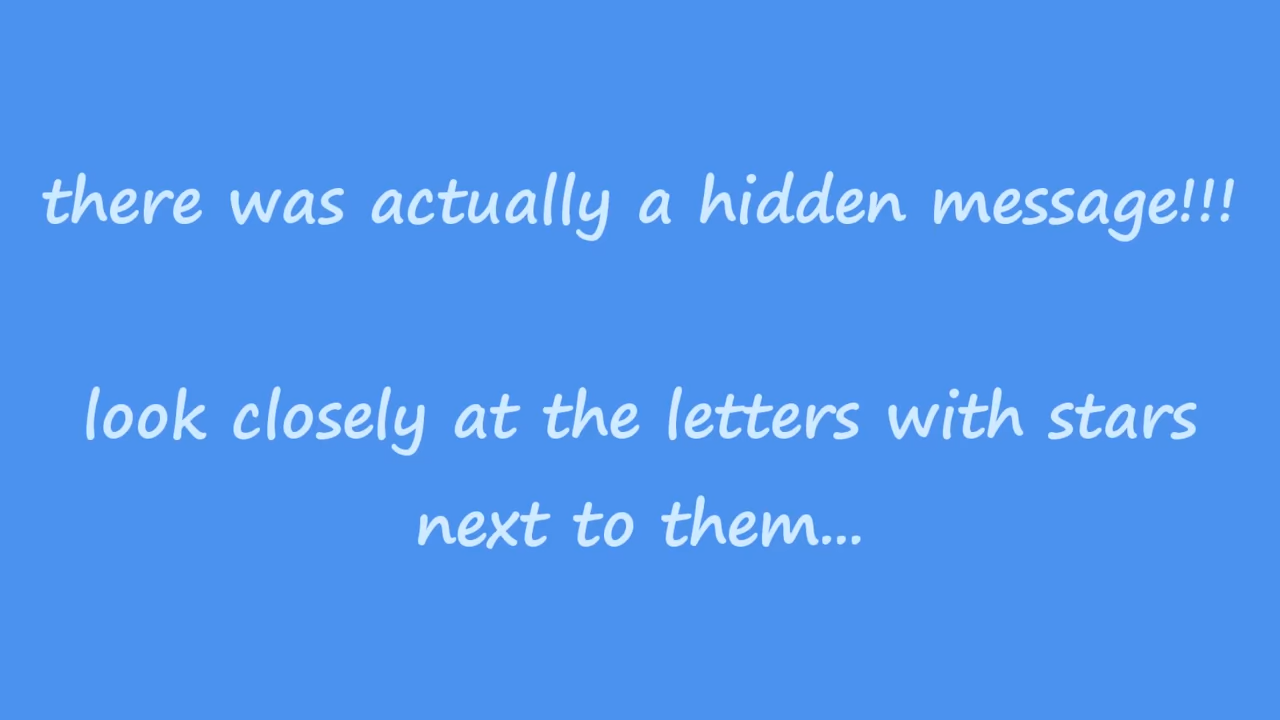 there was actually a hidden message!!!
look closely at the letters with stars
next to them...